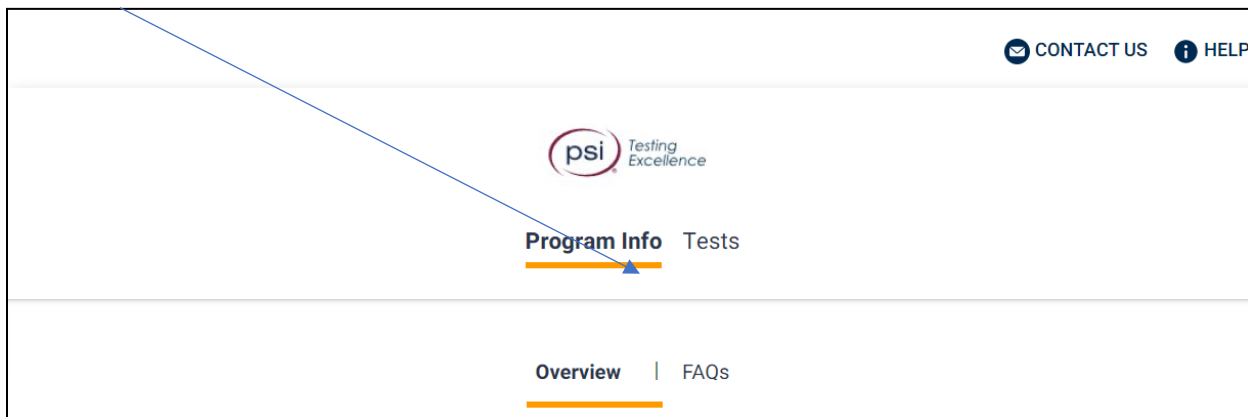 CONTACT US HELP
psi Testing
Excellence
Program Info Tests
Overview | FAQs